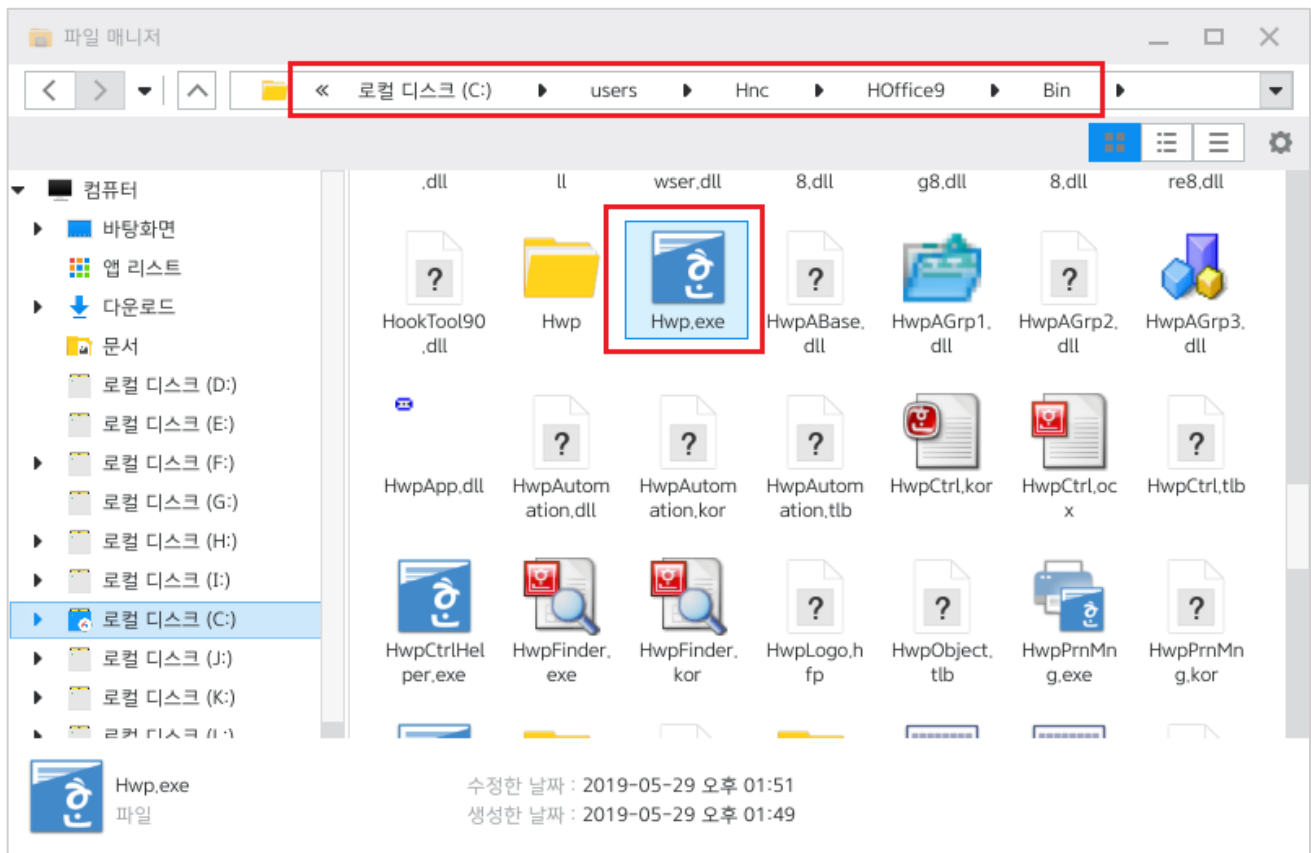 파일 매니저
« 로컬 디스크 (C:) users Hnc HOffice9 Bin
컴퓨터
바탕화면
앱 리스트
다운로드
문서
로컬 디스크 (D:)
로컬 디스크 (E:)
로컬 디스크 (F:)
로컬 디스크 (G:)
로컬 디스크 (H:)
로컬 디스크 (I:)
로컬 디스크 (C:)
로컬 디스크 (J:)
로컬 디스크 (K:)
로컬 디스크 (L:)
.dll ll wser.dll 8.dll g8.dll 8.dll re8.dll
HookTool90 Hwp Hwp.exe HwpABase. HwpAGrp1. HwpAGrp2. HwpAGrp3.
.dll dll dll dll dll
HwpApp.dll HwpAutom HwpAutom HwpAutom HwpCtrl.kor HwpCtrl.oc HwpCtrl.tlb
ation.dll ation.kor ation.tlb x
HwpCtrlHel HwpFinder. HwpFinder. HwpLogo.h HwpObject. HwpPrnMn HwpPrnMn
per.exe exe kor fp tlb g.exe g.kor
Hwp.exe
파일
수정한 날짜 : 2019-05-29 오후 01:51
생성한 날짜 : 2019-05-29 오후 01:49